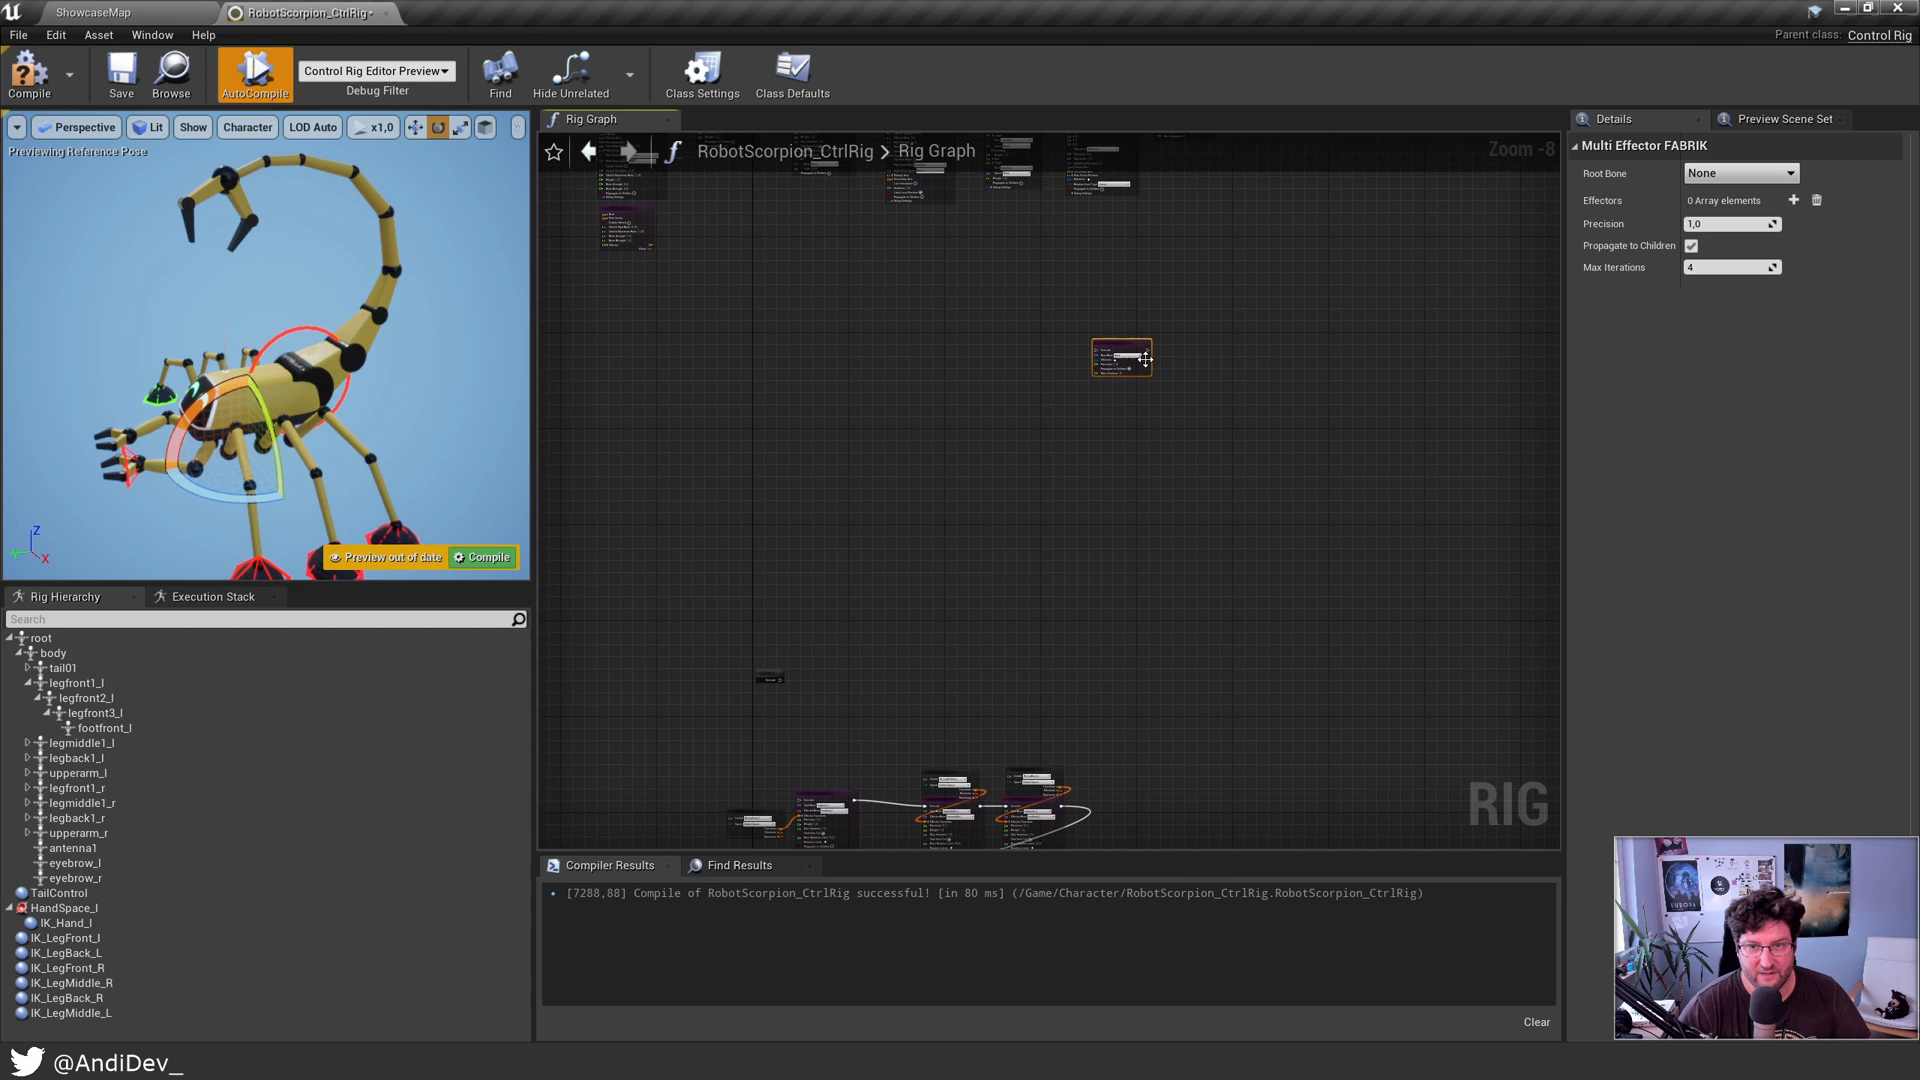 ShowcaseMap
RobotScorpion_CtrlRig*
File Edit Asset Window Help
Parent class: Control Rig
Compile
Save
Browse
AutoCompile
Control Rig Editor Preview
Debug Filter
Find
Hide Unrelated
Class Settings
Class Defaults
Perspective
Lit
Show
Character
LOD Auto
x1,0
Previewing Reference Pose
Z
X
Preview out of date
Compile
Rig Graph
RobotScorpion_CtrlRig > Rig Graph
Zoom -8
RIG
Details
Preview Scene Set
Multi Effector FABRIK
Root Bone None
Effectors 0 Array elements
Precision 1,0
Propagate to Children
Max Iterations 4
Rig Hierarchy
Execution Stack
Search
root
body
tail01
legfront1_l
legfront2_l
legfront3_l
footfront_l
legmiddle1_l
legback1_l
upperarm_l
legfront1_r
legmiddle1_r
legback1_r
upperarm_r
antenna1
eyebrow_l
eyebrow_r
TailControl
HandSpace_l
IK_Hand_l
IK_LegFront_l
IK_LegBack_L
IK_LegFront_R
IK_LegMiddle_R
IK_LegBack_R
IK_LegMiddle_L
Compiler Results
Find Results
[7288,88] Compile of RobotScorpion_CtrlRig successful! [in 80 ms] (/Game/Character/RobotScorpion_CtrlRig.RobotScorpion_CtrlRig)
Clear
EUROPA
@AndiDev_